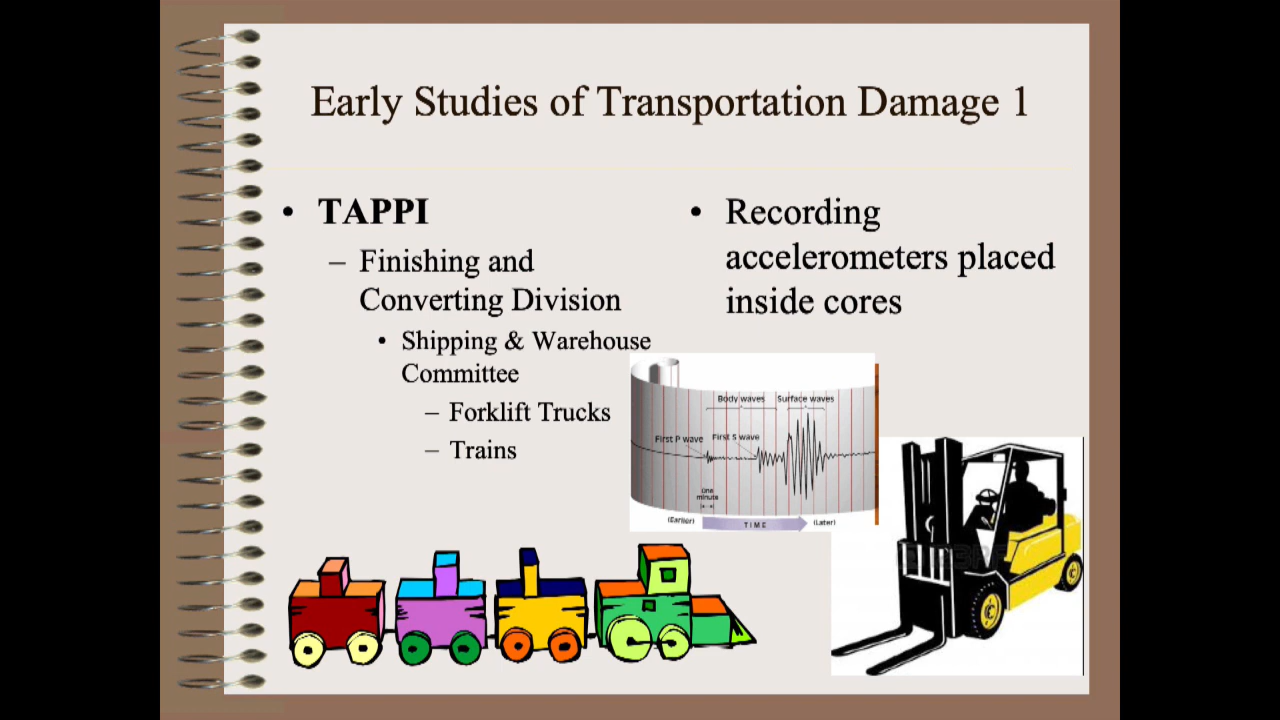 Early Studies of Transportation Damage 1
• TAPPI
– Finishing and
Converting Division
• Shipping & Warehouse
Committee
– Forklift Trucks
– Trains
• Recording
accelerometers placed
inside cores
Body waves
Surface waves
First P wave
First S wave
One
minute
(Earlier)
TIME
(Later)